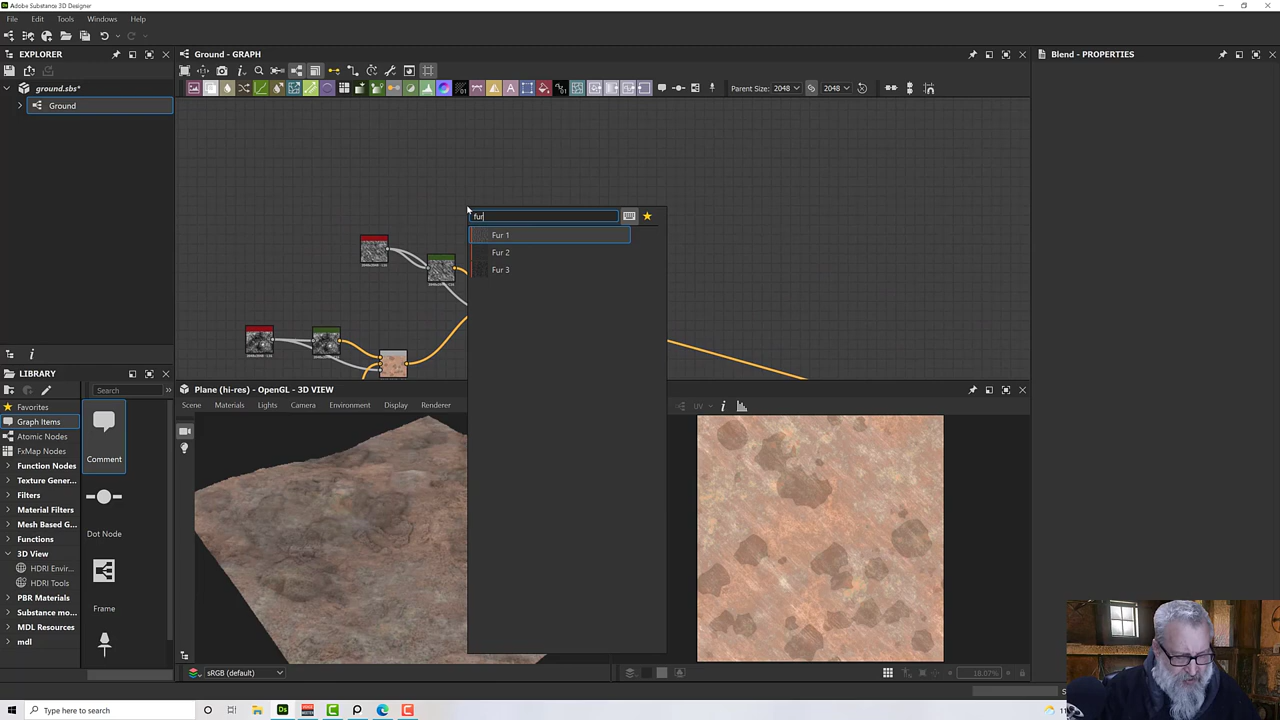 Adobe Substance 3D Designer
File Edit Tools Windows Help
EXPLORER
Ground - GRAPH
Blend - PROPERTIES
ground.sbs*
Ground
Parent Size: 2048
2048
fur
Fur 1
Fur 2
Fur 3
LIBRARY
Search
Favorites
Graph Items
Atomic Nodes
FxMap Nodes
Function Nodes
Texture Gener...
Filters
Material Filters
Mesh Based G...
Functions
3D View
HDRI Envir...
HDRI Tools
PBR Materials
Substance mo...
MDL Resources
mdl
Comment
Dot Node
Frame
Plane (hi-res) - OpenGL - 3D VIEW
Scene Materials Lights Camera Environment Display Renderer
UV
sRGB (default)
18.07%
Type here to search